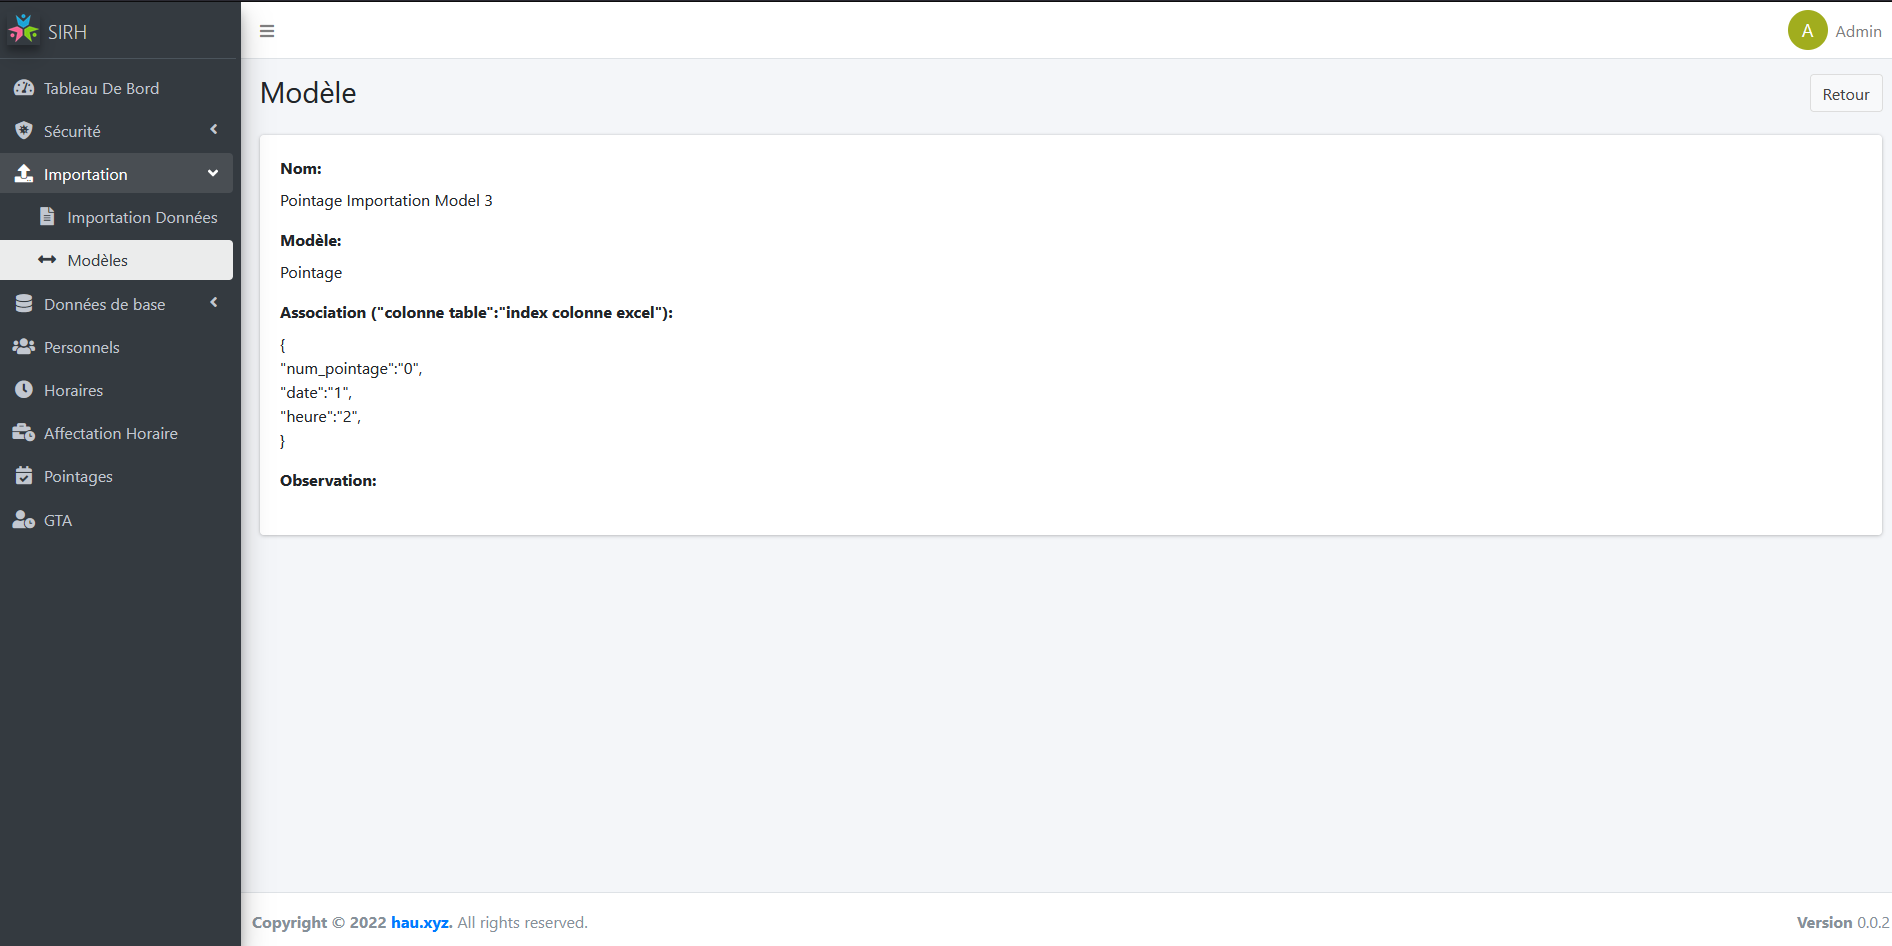 SIRH
Tableau De Bord
Sécurité
Importation
Importation Données
Modèles
Données de base
Personnels
Horaires
Affectation Horaire
Pointages
GTA
A Admin
Modèle
Retour
Nom:
Pointage Importation Model 3
Modèle:
Pointage
Association ("colonne table":"index colonne excel"):
{
"num_pointage":"0",
"date":"1",
"heure":"2",
}
Observation:
Copyright © 2022 hau.xyz. All rights reserved.
Version 0.0.2